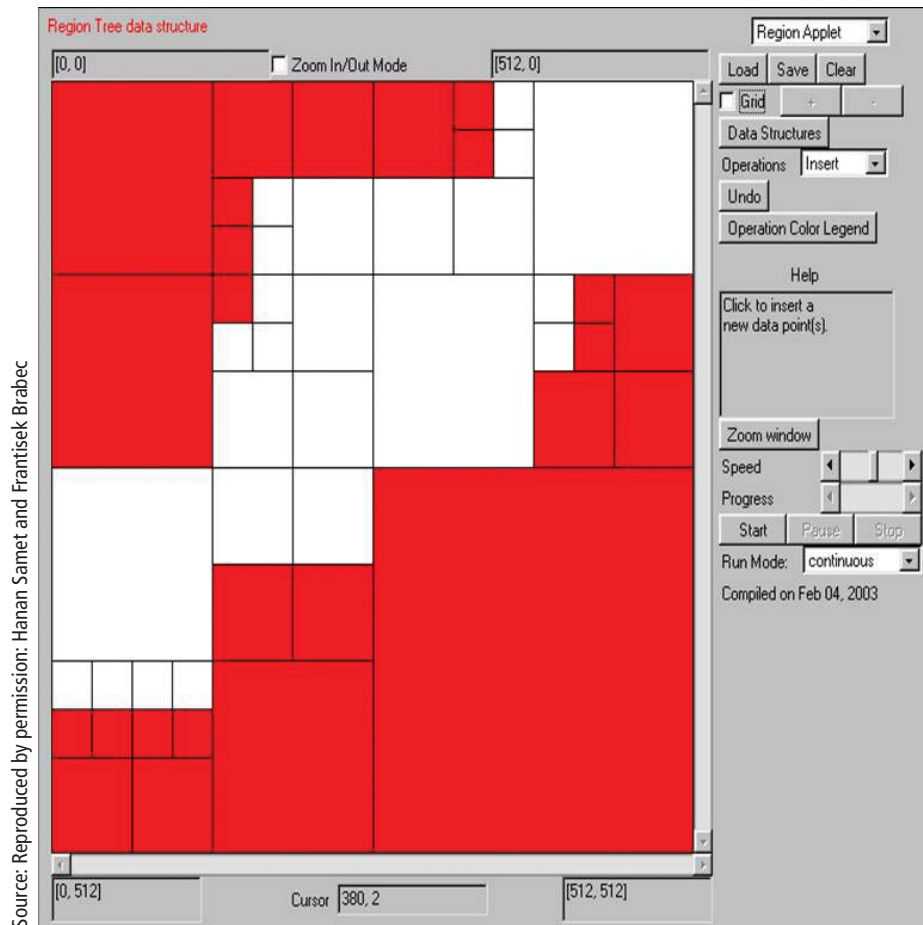 Region Tree data structure
Region Applet
[0, 0]
Zoom In/Out Mode
[512, 0]
Load Save Clear
Grid + -
Data Structures
Operations Insert
Undo
Operation Color Legend
Help
Click to insert a
new data point(s).
Zoom window
Speed
Progress
Start Pause Stop
Run Mode: continuous
Compiled on Feb 04, 2003
[0, 512]
Cursor 380, 2
[512, 512]
Source: Reproduced by permission: Hanan Samet and Frantisek Brabec